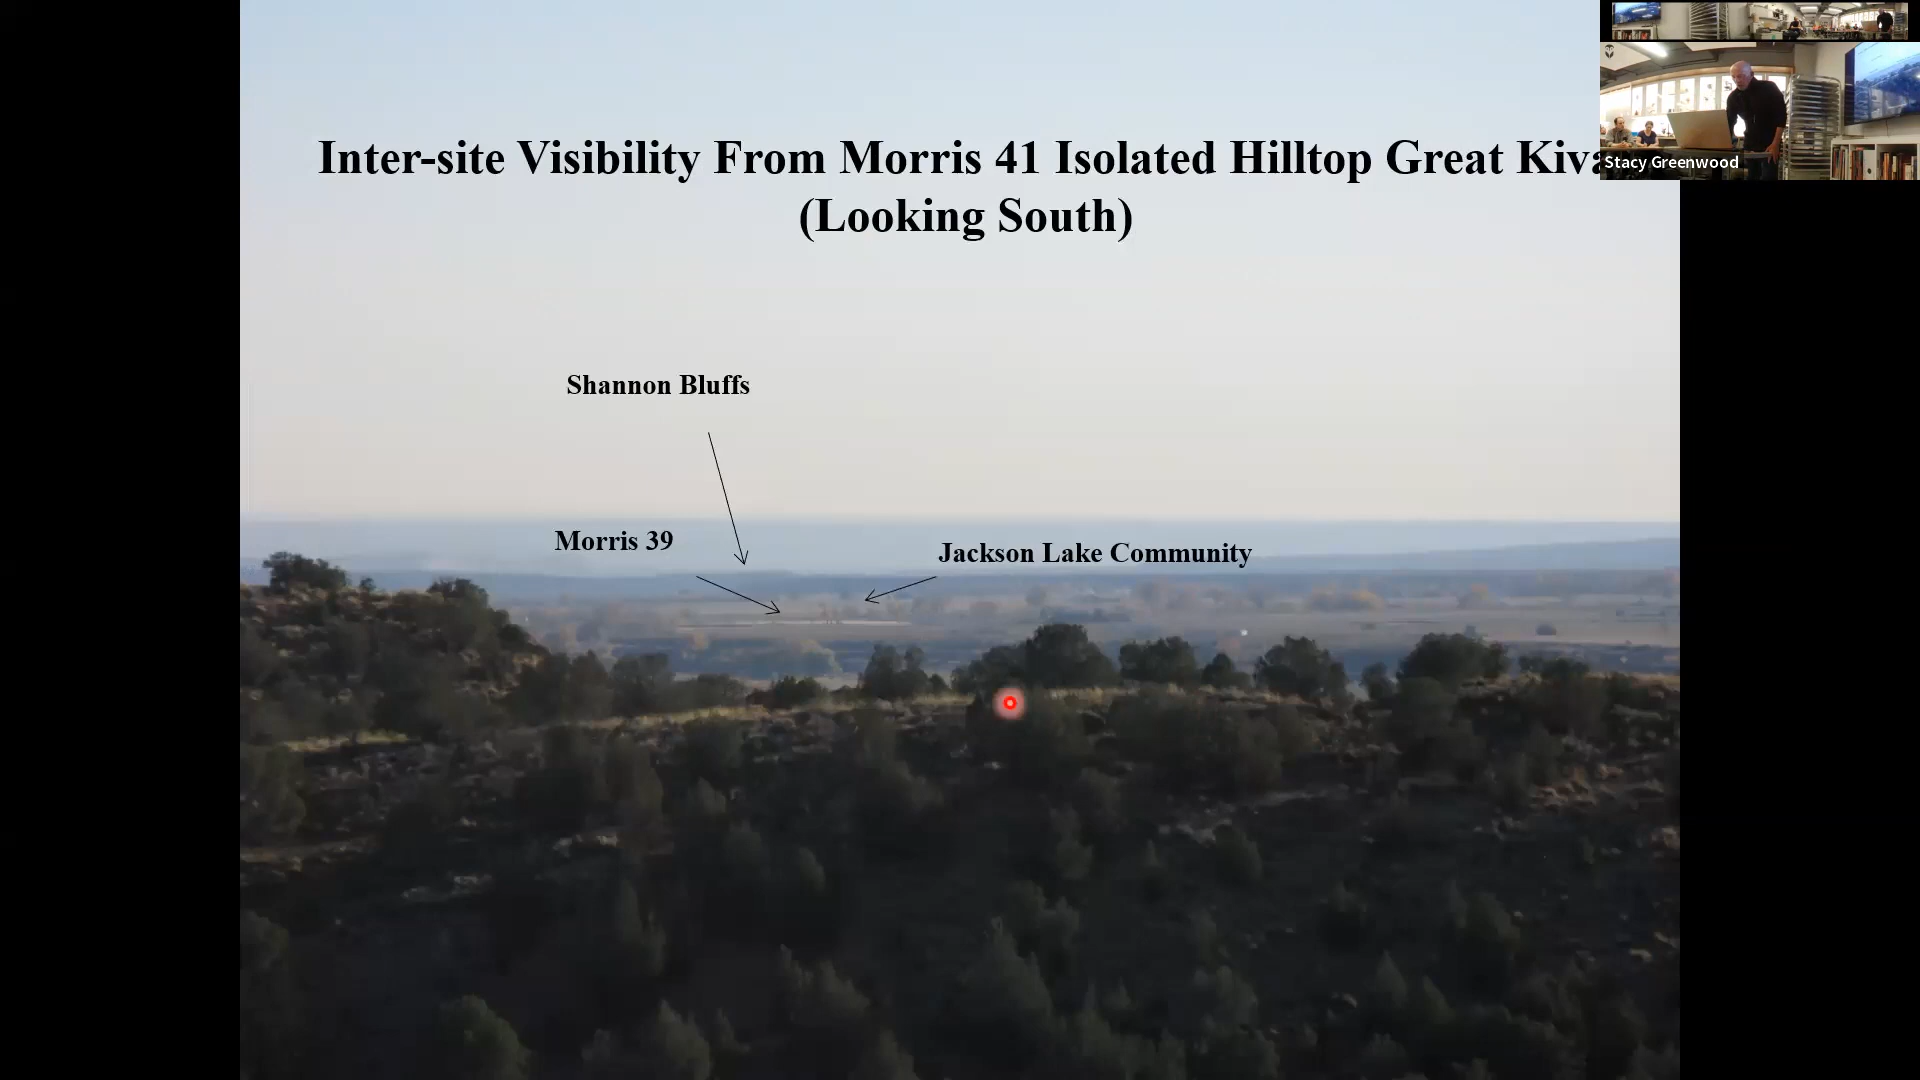 Inter-site Visibility From Morris 41 Isolated Hilltop Great Kiva
(Looking South)
Stacy Greenwood
Shannon Bluffs
Morris 39
Jackson Lake Community